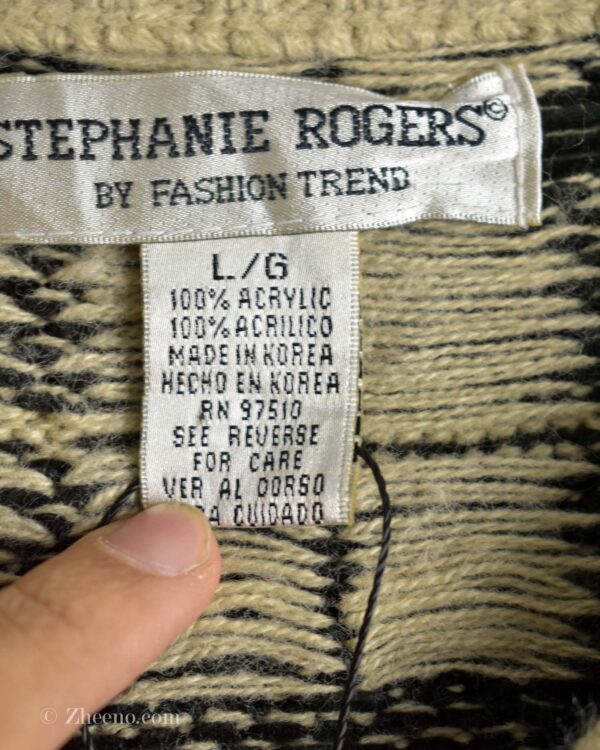 STEPHANIE ROGERS©
BY FASHION TREND
L/G
100% ACRYLIC
100% ACRILICO
MADE IN KOREA
HECHO EN KOREA
RN 97510
SEE REVERSE
FOR CARE
VER AL DORSO
CUIDADO
© Zheeno.com